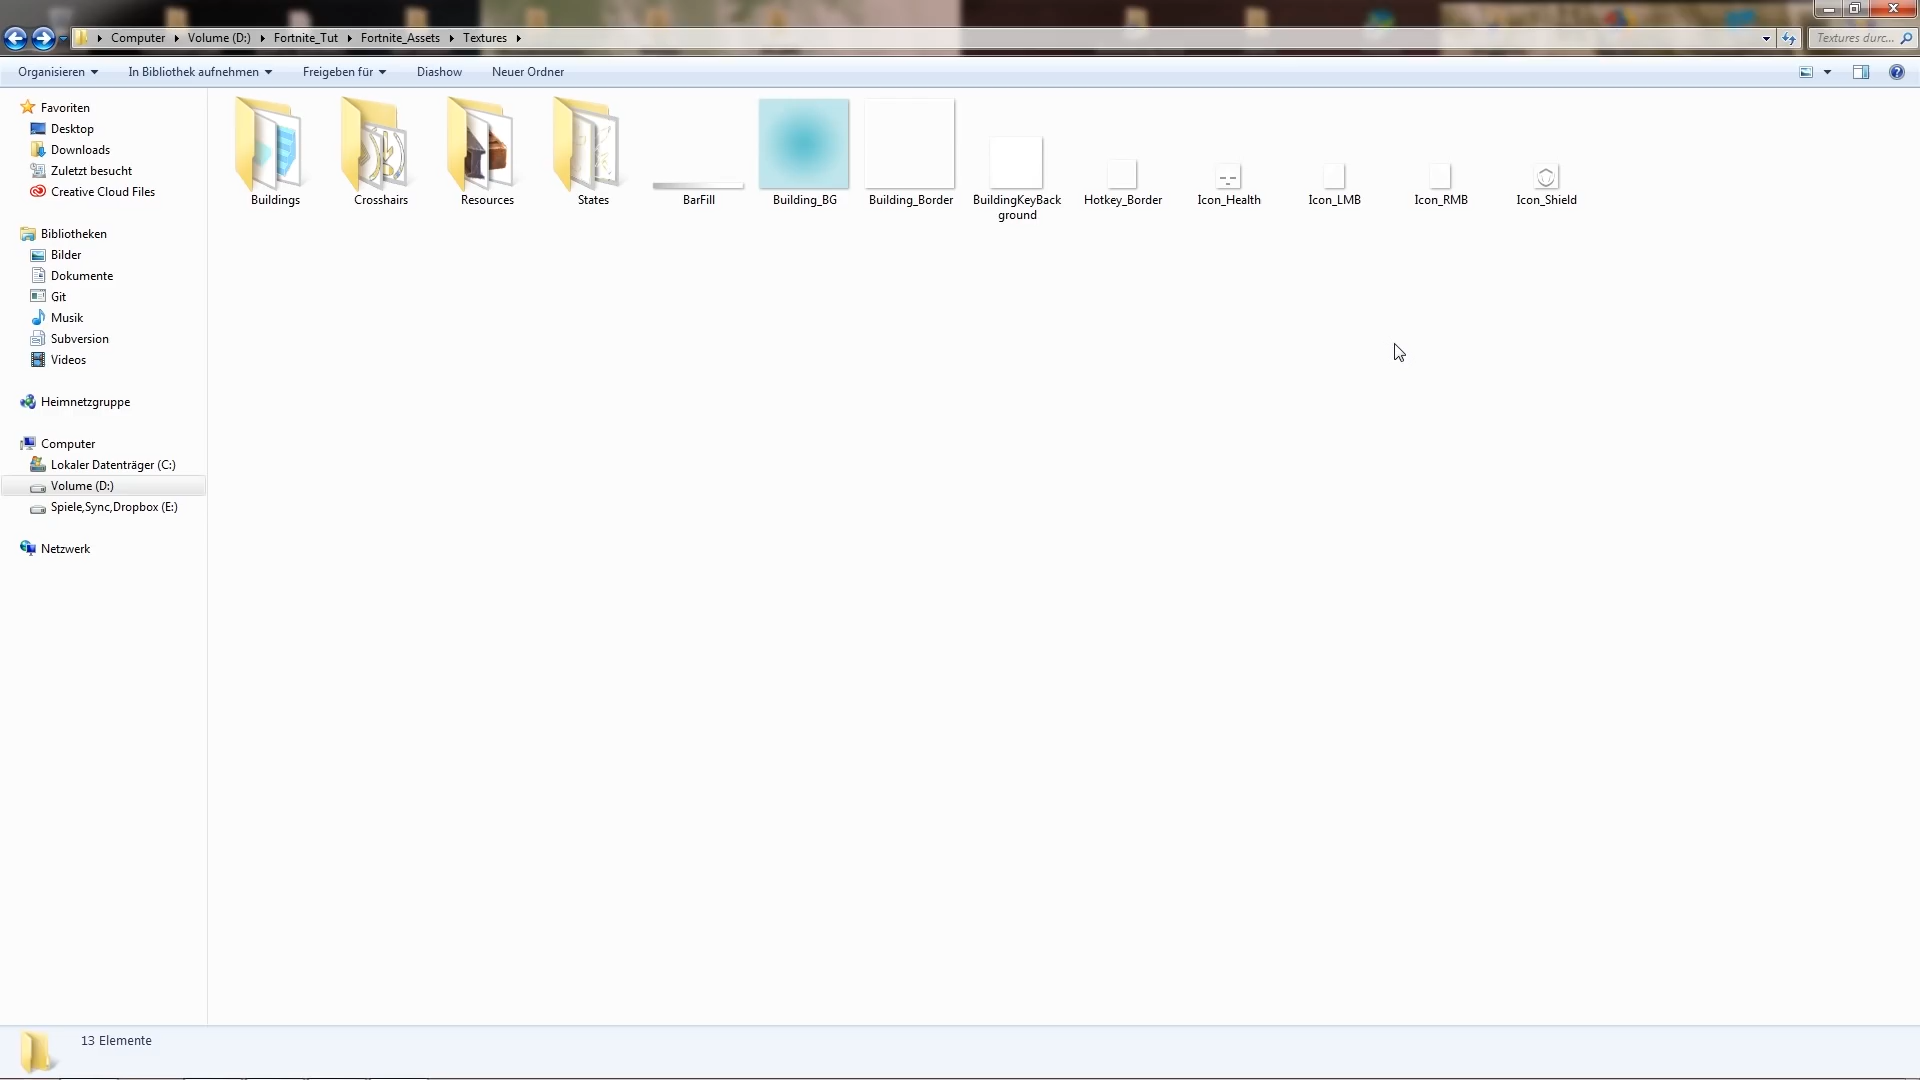 Computer Volume (D:) Fortnite_Tut Fortnite_Assets Textures
Textures durc...
Organisieren In Bibliothek aufnehmen Freigeben für Diashow Neuer Ordner
Favoriten
Desktop
Downloads
Zuletzt besucht
Creative Cloud Files
Bibliotheken
Bilder
Dokumente
Git
Musik
Subversion
Videos
Heimnetzgruppe
Computer
Lokaler Datenträger (C:)
Volume (D:)
Spiele,Sync,Dropbox (E:)
Netzwerk
Buildings
Crosshairs
Resources
States
BarFill
Building_BG
Building_Border
BuildingKeyBack
ground
Hotkey_Border
Icon_Health
Icon_LMB
Icon_RMB
Icon_Shield
13 Elemente